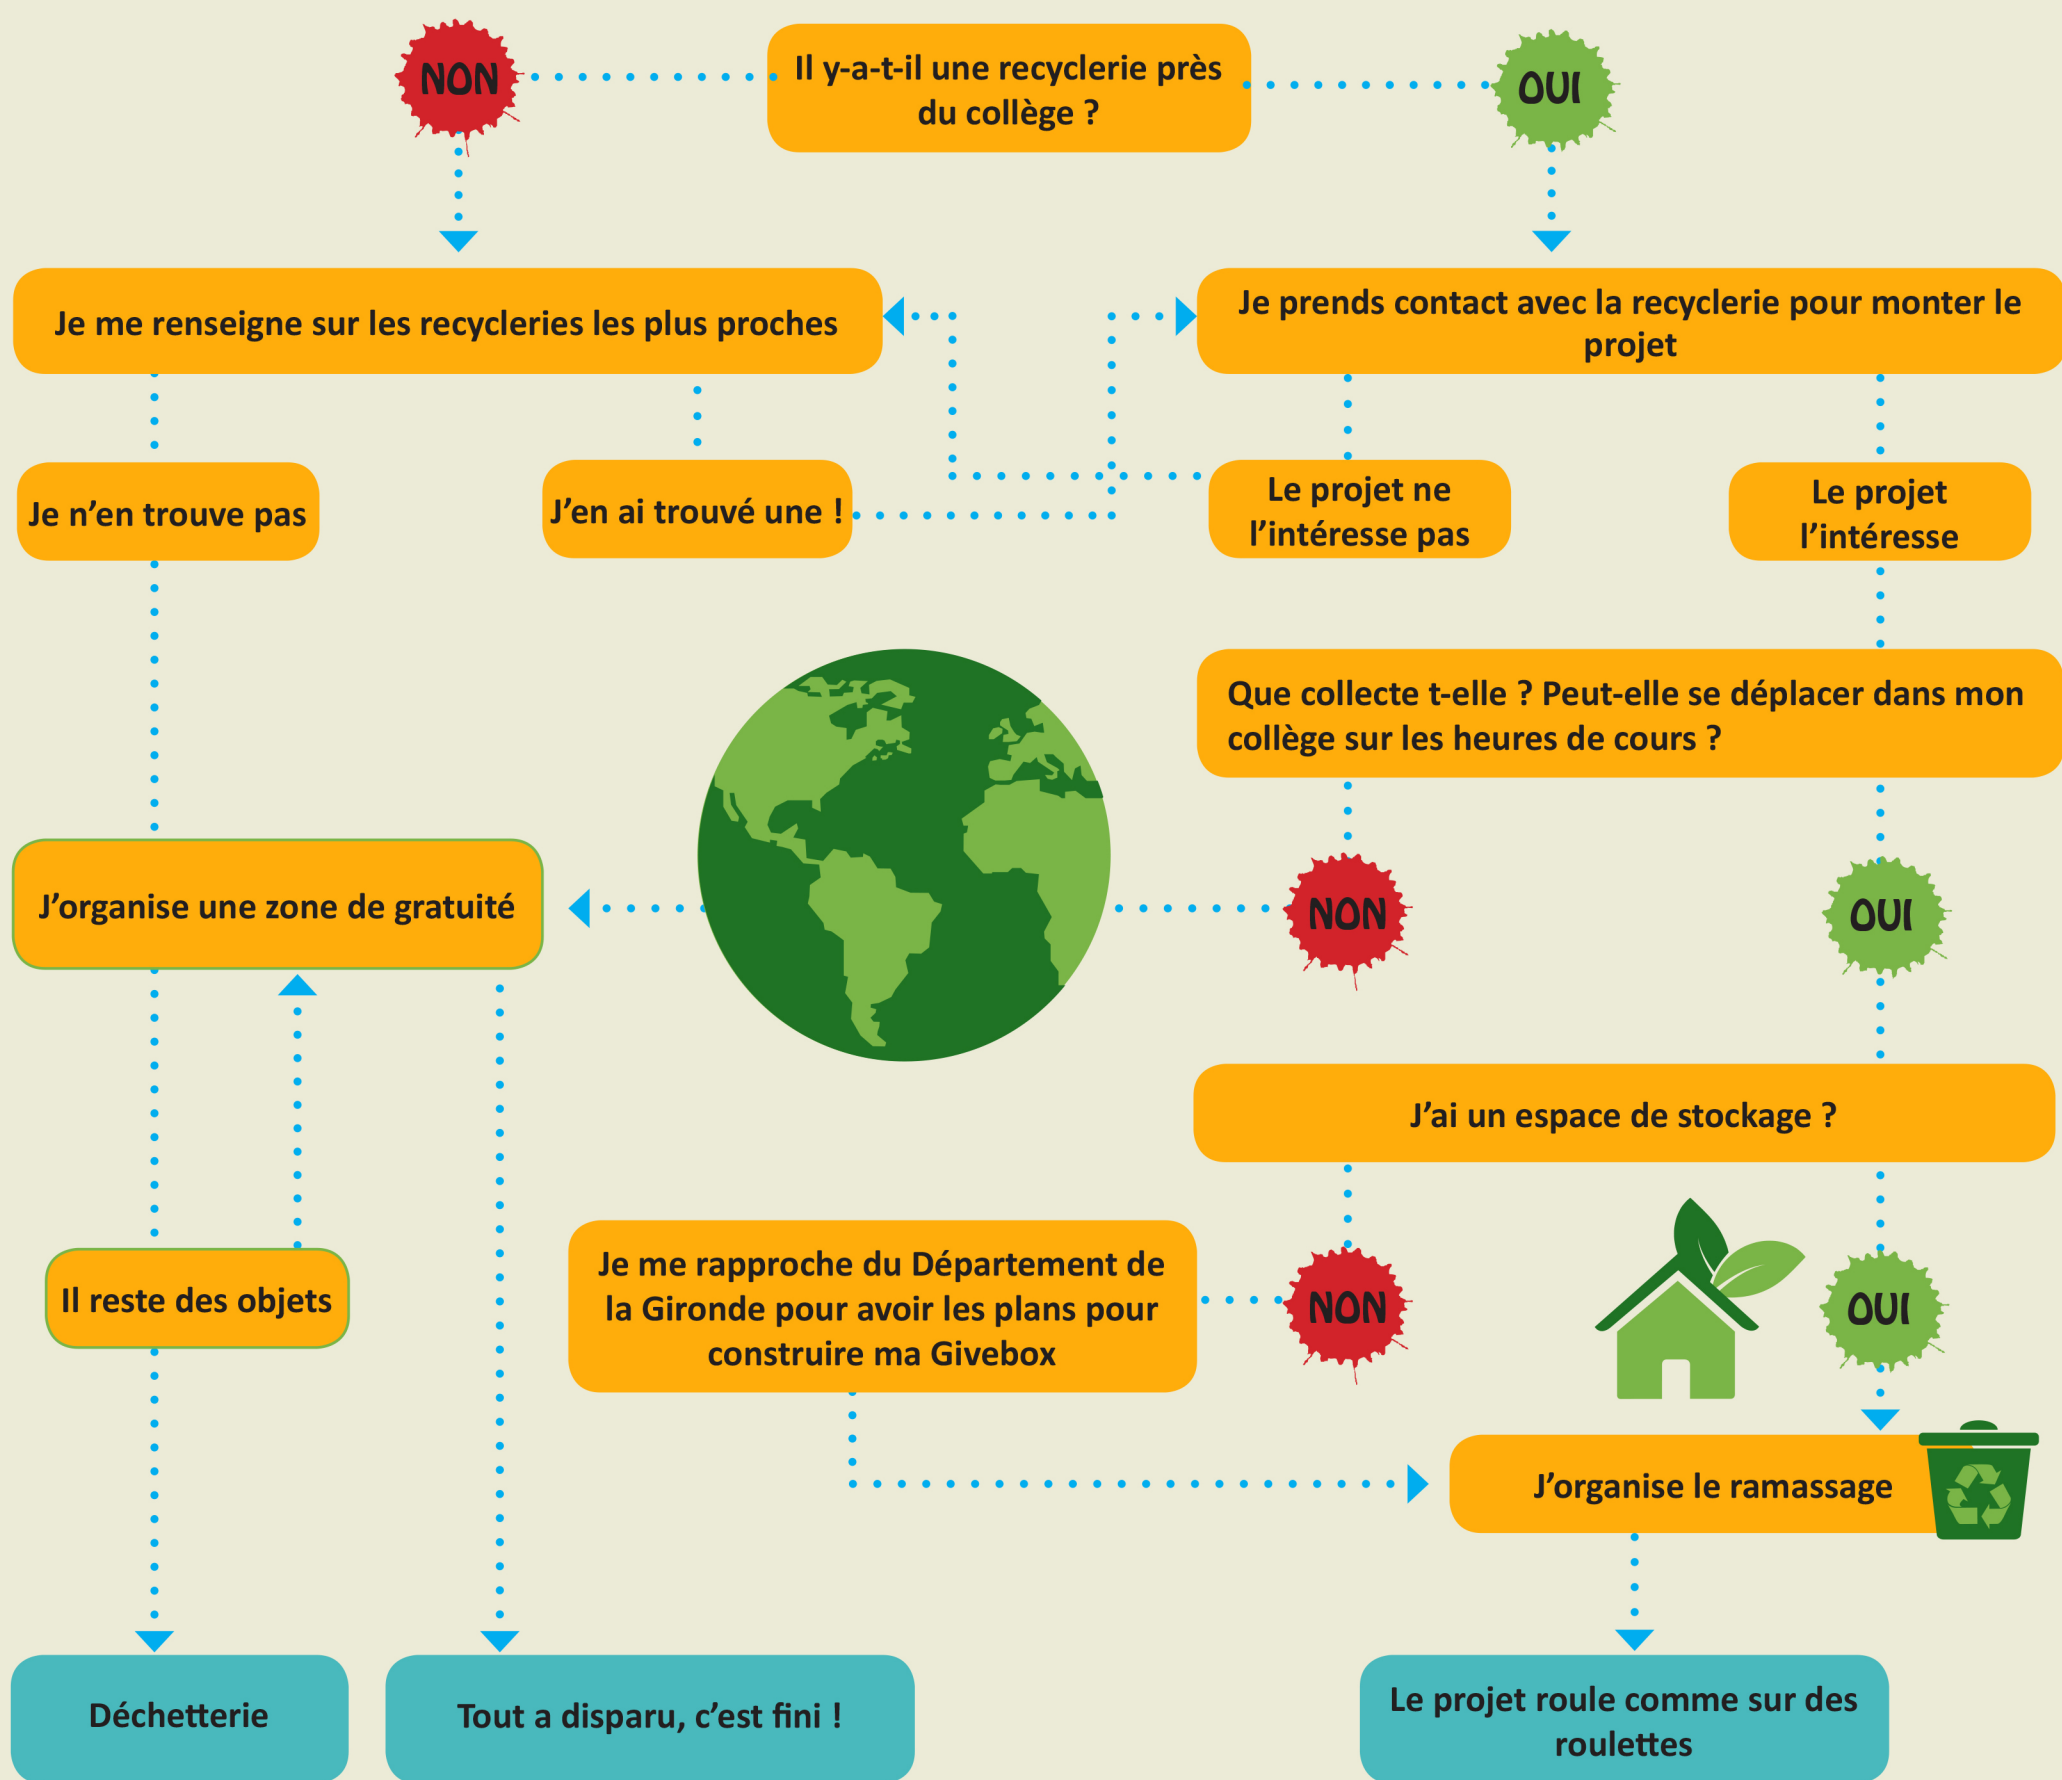 NON
Il y-a-t-il une recyclerie près
du collège ?
OUI
Je me renseigne sur les recycleries les plus proches
Je prends contact avec la recyclerie pour monter le
projet
Je n’en trouve pas
J’en ai trouvé une !
Le projet ne
l’intéresse pas
Le projet
l’intéresse
Que collecte t-elle ? Peut-elle se déplacer dans mon
collège sur les heures de cours ?
J’organise une zone de gratuité
NON
OUI
J’ai un espace de stockage ?
Il reste des objets
Je me rapproche du Département de
la Gironde pour avoir les plans pour
construire ma Givebox
NON
OUI
J’organise le ramassage
Déchetterie
Tout a disparu, c’est fini !
Le projet roule comme sur des
roulettes